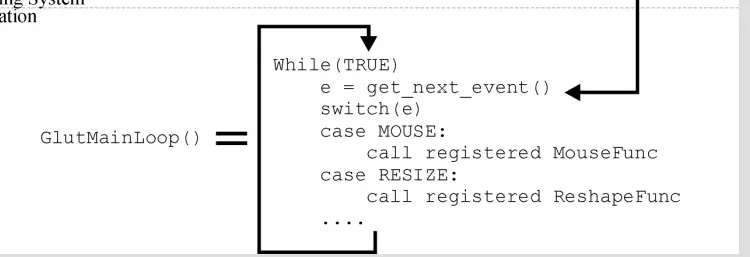 ing System
ation
While(TRUE)
e = get_next_event()
switch(e)
case MOUSE:
GlutMainLoop() =
call registered MouseFunc
case RESIZE:
call registered ReshapeFunc
....